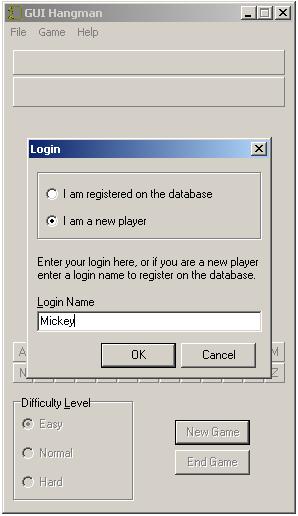 GUI Hangman
File Game Help
Login
I am registered on the database
I am a new player
Enter your login here, or if you are a new player
enter a login name to register on the database.
Login Name
Mickey
OK Cancel
A M
N Z
Difficulty Level
Easy
Normal
Hard
New Game
End Game